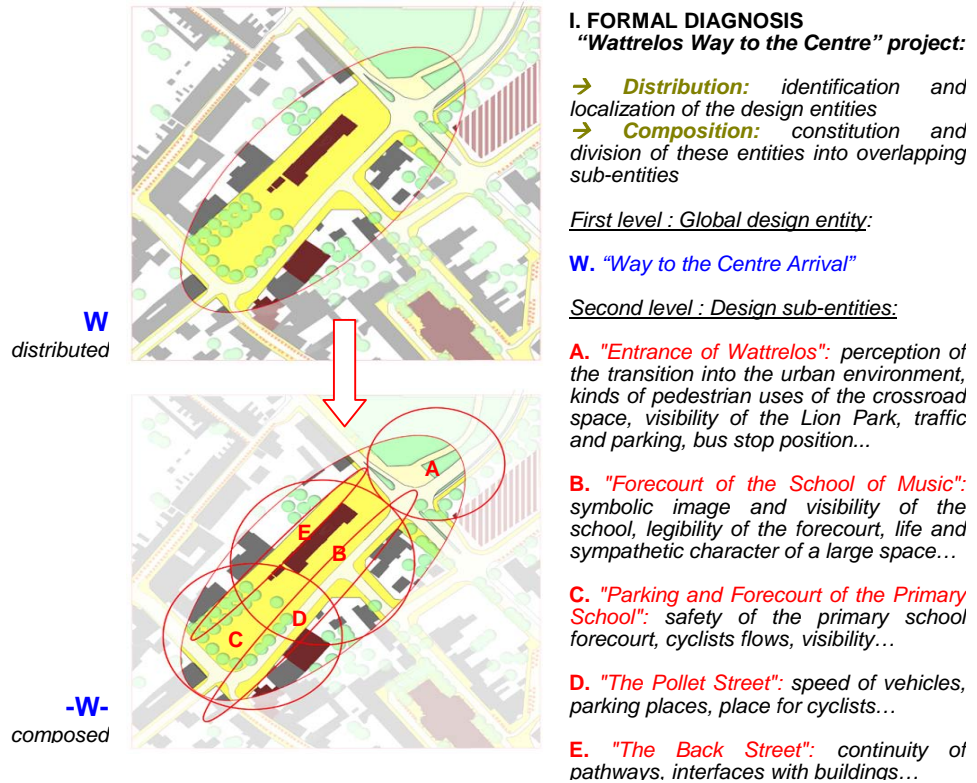 I. FORMAL DIAGNOSIS
“Wattrelos Way to the Centre” project:
→ Distribution: identification and
localization of the design entities
→ Composition: constitution and
division of these entities into overlapping
sub-entities
First level : Global design entity:
W. “Way to the Centre Arrival”
Second level : Design sub-entities:
A. "Entrance of Wattrelos": perception of
the transition into the urban environment,
kinds of pedestrian uses of the crossroad
space, visibility of the Lion Park, traffic
and parking, bus stop position...
B. "Forecourt of the School of Music":
symbolic image and visibility of the
school, legibility of the forecourt, life and
sympathetic character of a large space…
C. "Parking and Forecourt of the Primary
School": safety of the primary school
forecourt, cyclists flows, visibility…
D. "The Pollet Street": speed of vehicles,
parking places, place for cyclists…
E. "The Back Street": continuity of
pathways, interfaces with buildings…
W
distributed
A
E
B
D
C
-W-
composed